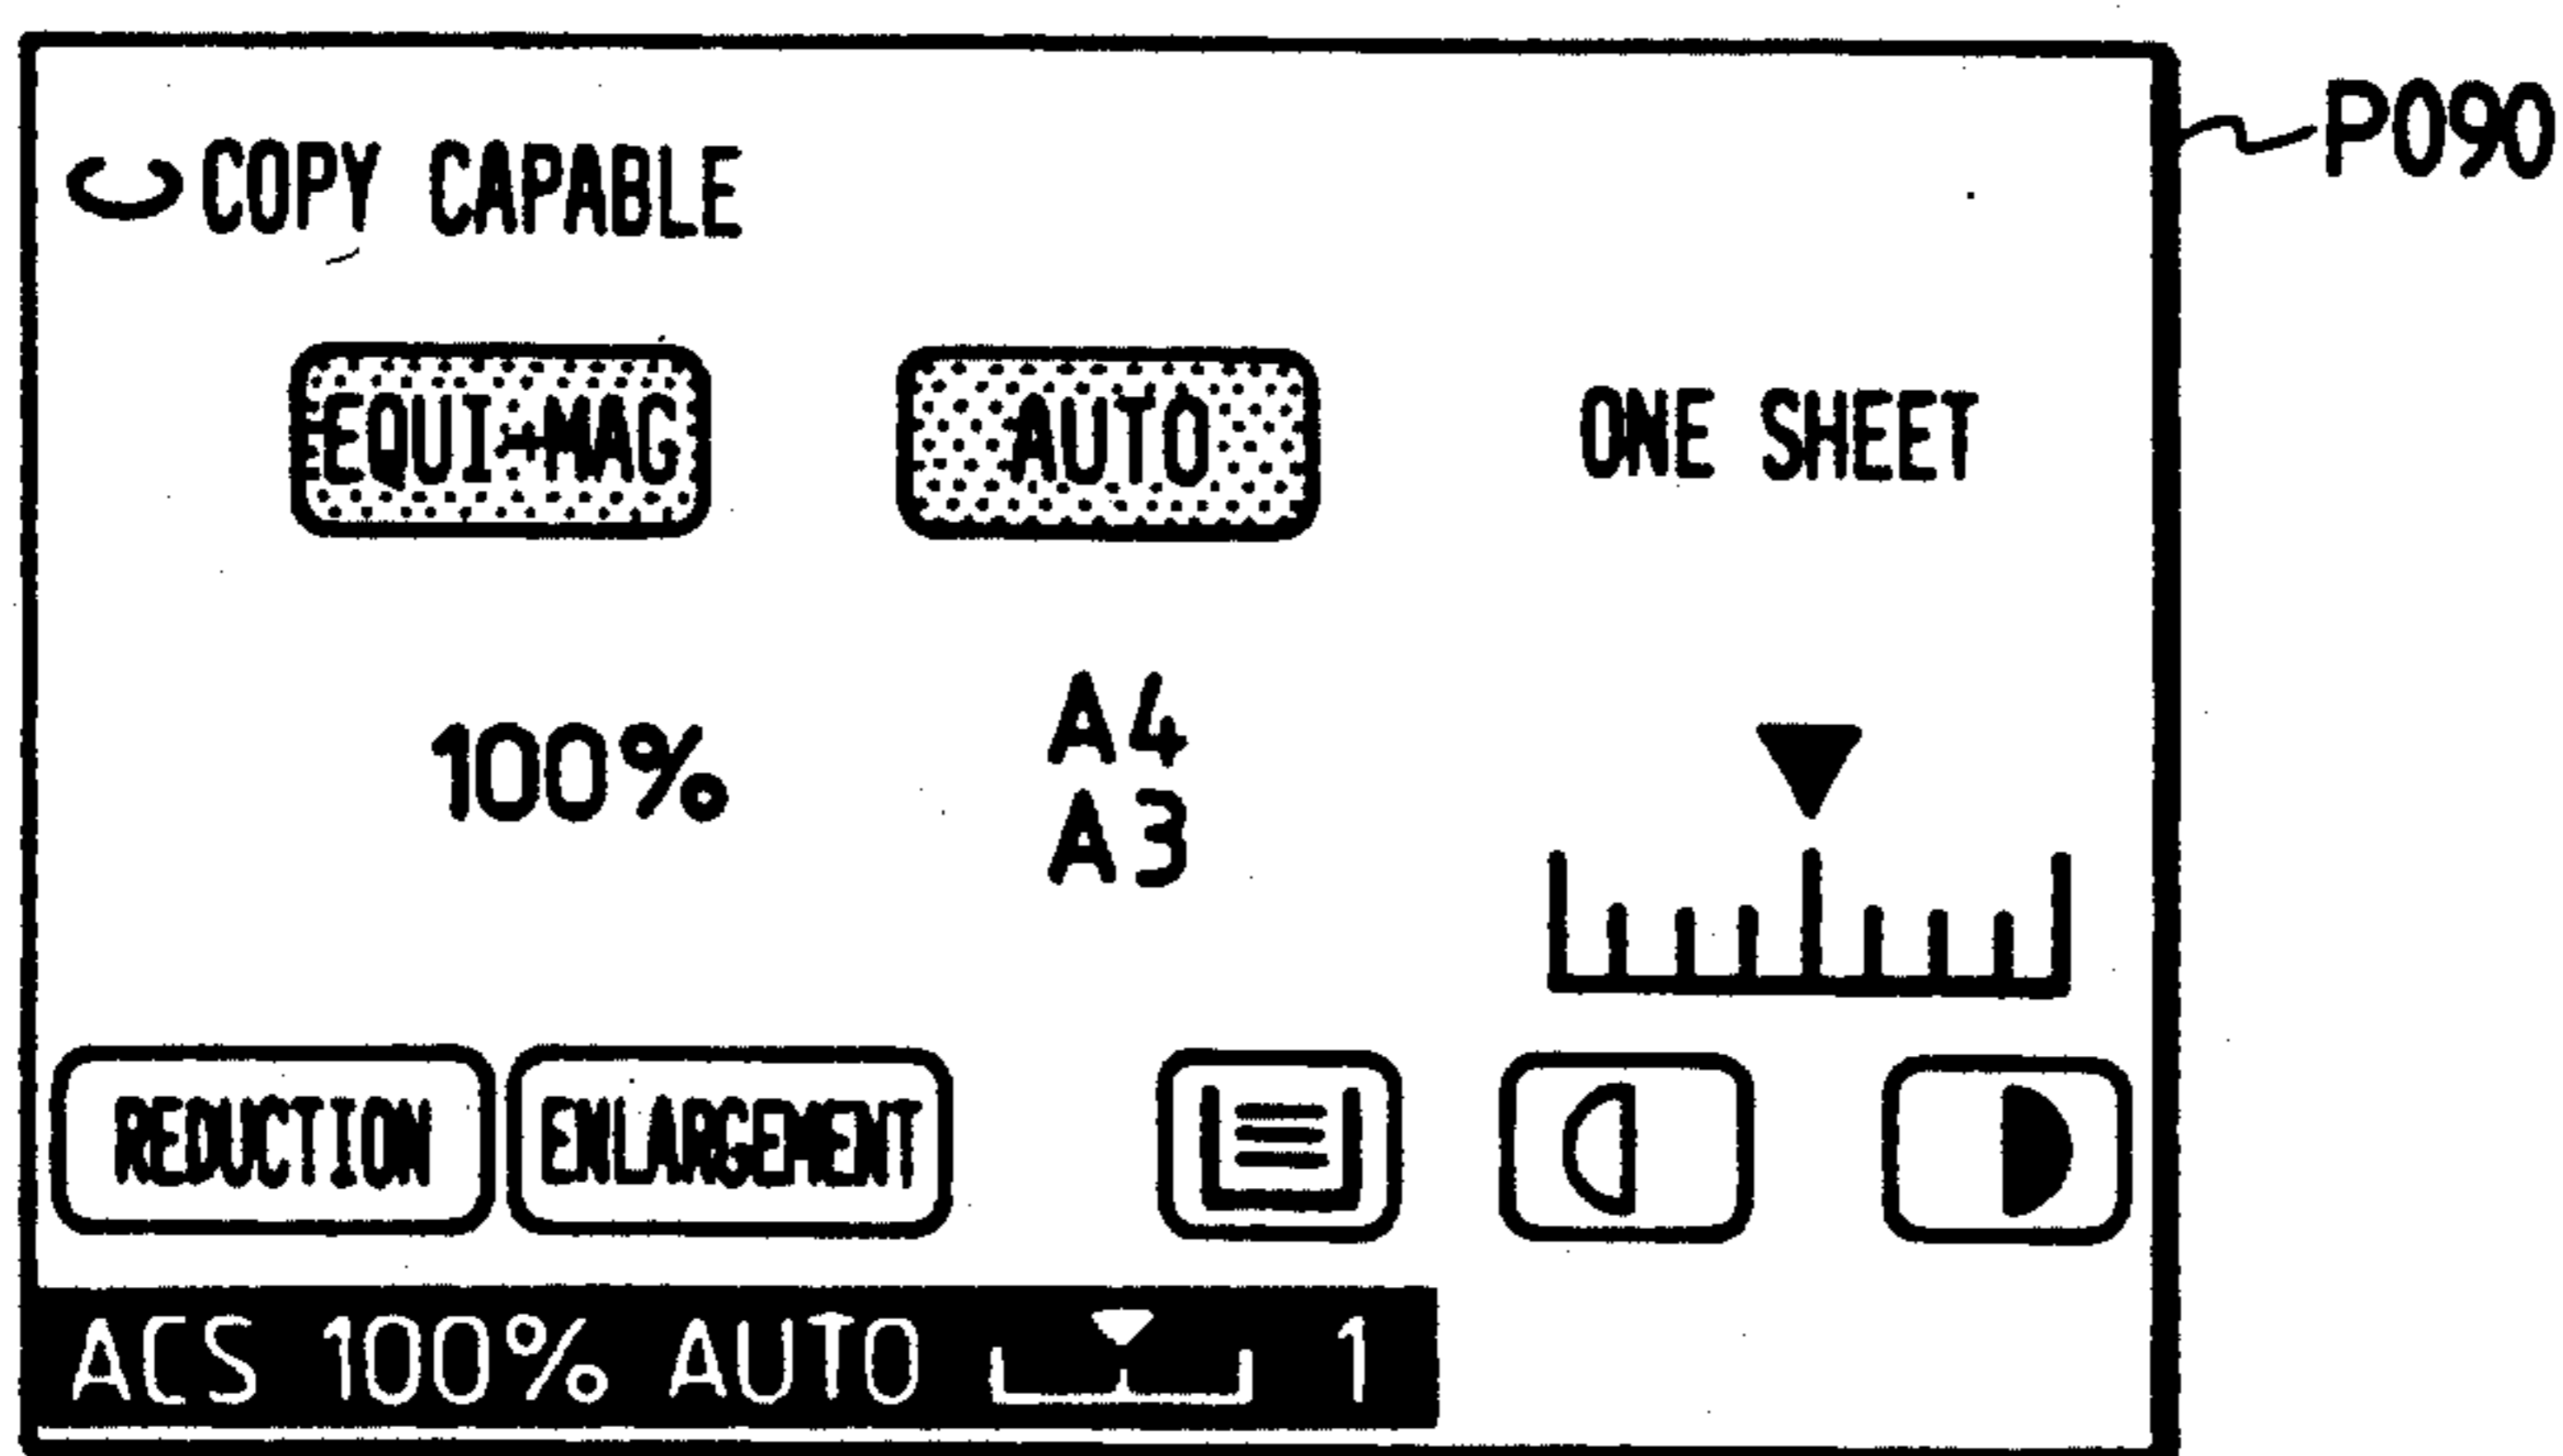 COPY CAPABLE
P090
EQUI-MAG AUTO ONE SHEET
100%
A4
A3
REDUCTION ENLARGEMENT
ACS 100% AUTO 1